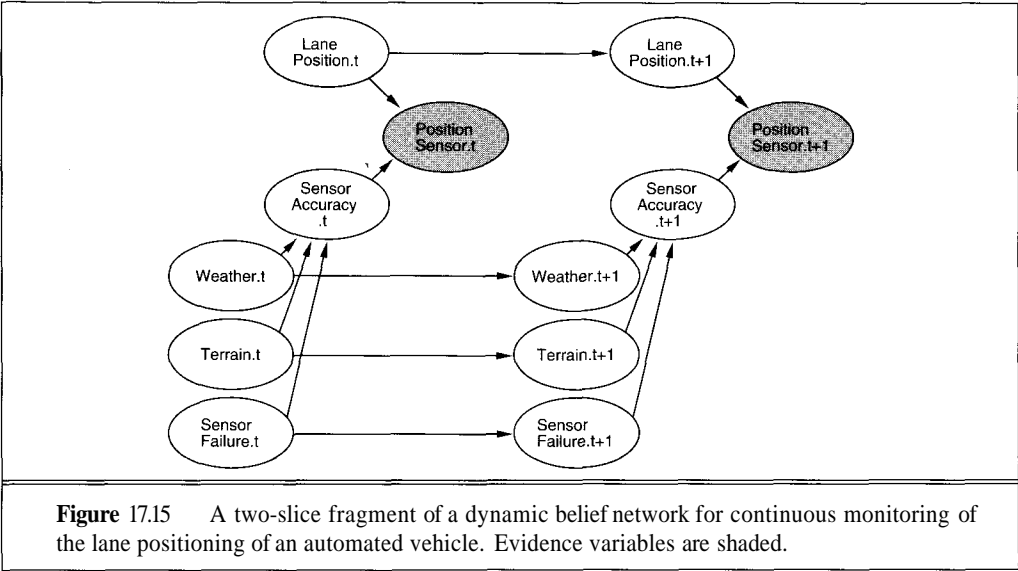 Lane
Position.t
Lane
Position.t+1
Position
Sensor.t
Position
Sensor.t+1
Sensor
Accuracy
.t
Sensor
Accuracy
.t+1
Weather.t
Weather.t+1
Terrain.t
Terrain.t+1
Sensor
Failure.t
Sensor
Failure.t+1
Figure 17.15 A two-slice fragment of a dynamic belief network for continuous monitoring of
the lane positioning of an automated vehicle. Evidence variables are shaded.